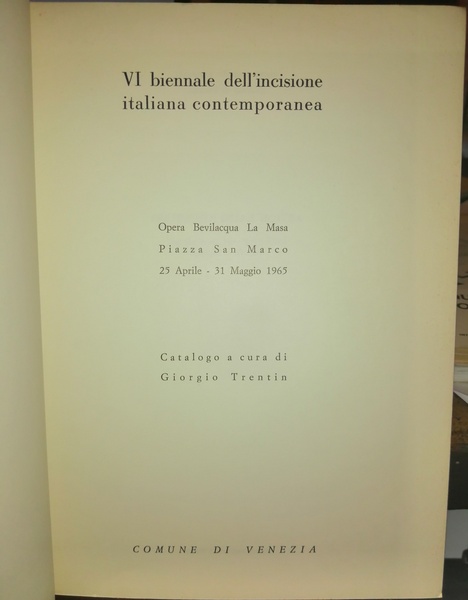 VI biennale dell'incisione
italiana contemporanea
Opera Bevilacqua La Masa
Piazza San Marco
25 Aprile - 31 Maggio 1965
Catalogo a cura di
Giorgio Trentin
COMUNE DI VENEZIA